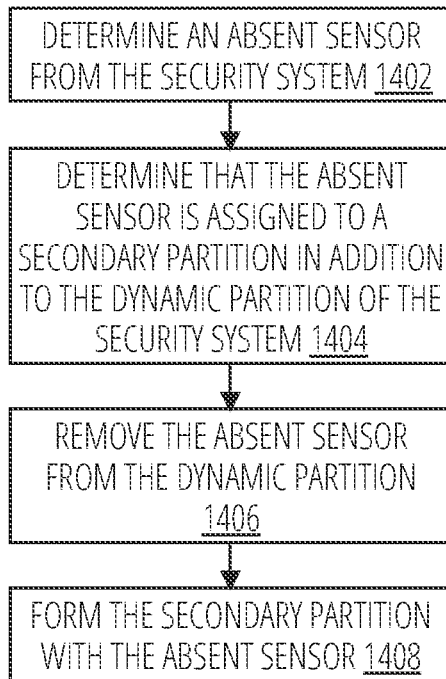 DETERMINE AN ABSENT SENSOR
FROM THE SECURITY SYSTEM 1402
DETERMINE THAT THE ABSENT
SENSOR IS ASSIGNED TO A
SECONDARY PARTITION IN ADDITION
TO THE DYNAMIC PARTITION OF THE
SECURITY SYSTEM 1404
REMOVE THE ABSENT SENSOR
FROM THE DYNAMIC PARTITION
1406
FORM THE SECONDARY PARTITION
WITH THE ABSENT SENSOR 1408